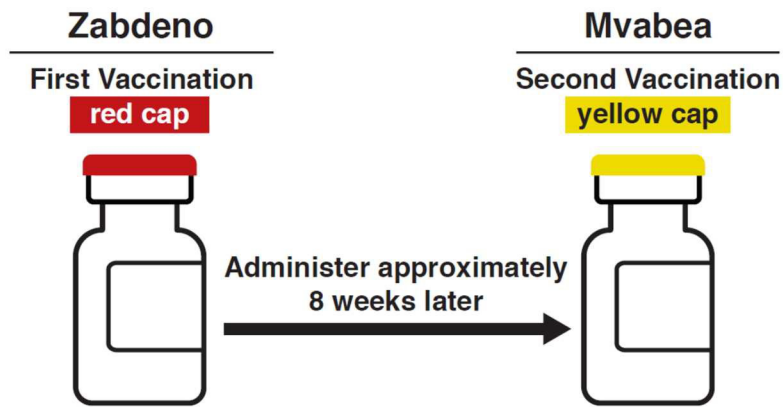 Zabdeno
First Vaccination
red cap
Mvabea
Second Vaccination
yellow cap
Administer approximately
8 weeks later